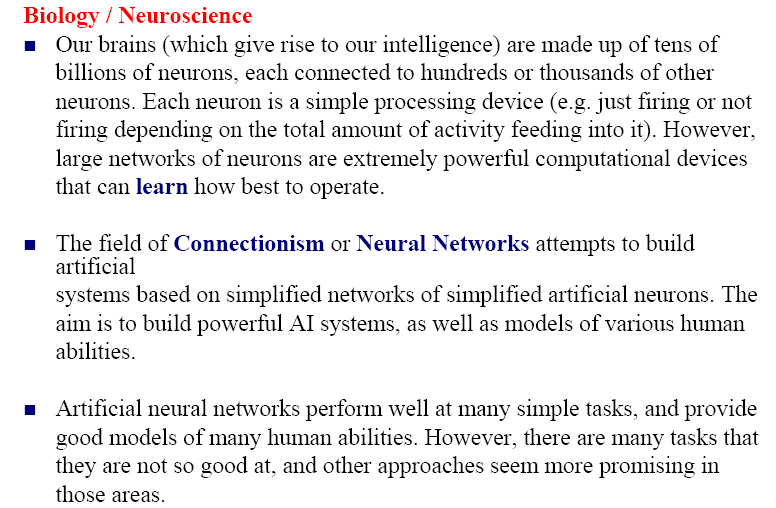 Biology / Neuroscience
Our brains (which give rise to our intelligence) are made up of tens of
billions of neurons, each connected to hundreds or thousands of other
neurons. Each neuron is a simple processing device (e.g. just firing or not
firing depending on the total amount of activity feeding into it). However,
large networks of neurons are extremely powerful computational devices
that can learn how best to operate.
The field of Connectionism or Neural Networks attempts to build
artificial
systems based on simplified networks of simplified artificial neurons. The
aim is to build powerful AI systems, as well as models of various human
abilities.
Artificial neural networks perform well at many simple tasks, and provide
good models of many human abilities. However, there are many tasks that
they are not so good at, and other approaches seem more promising in
those areas.